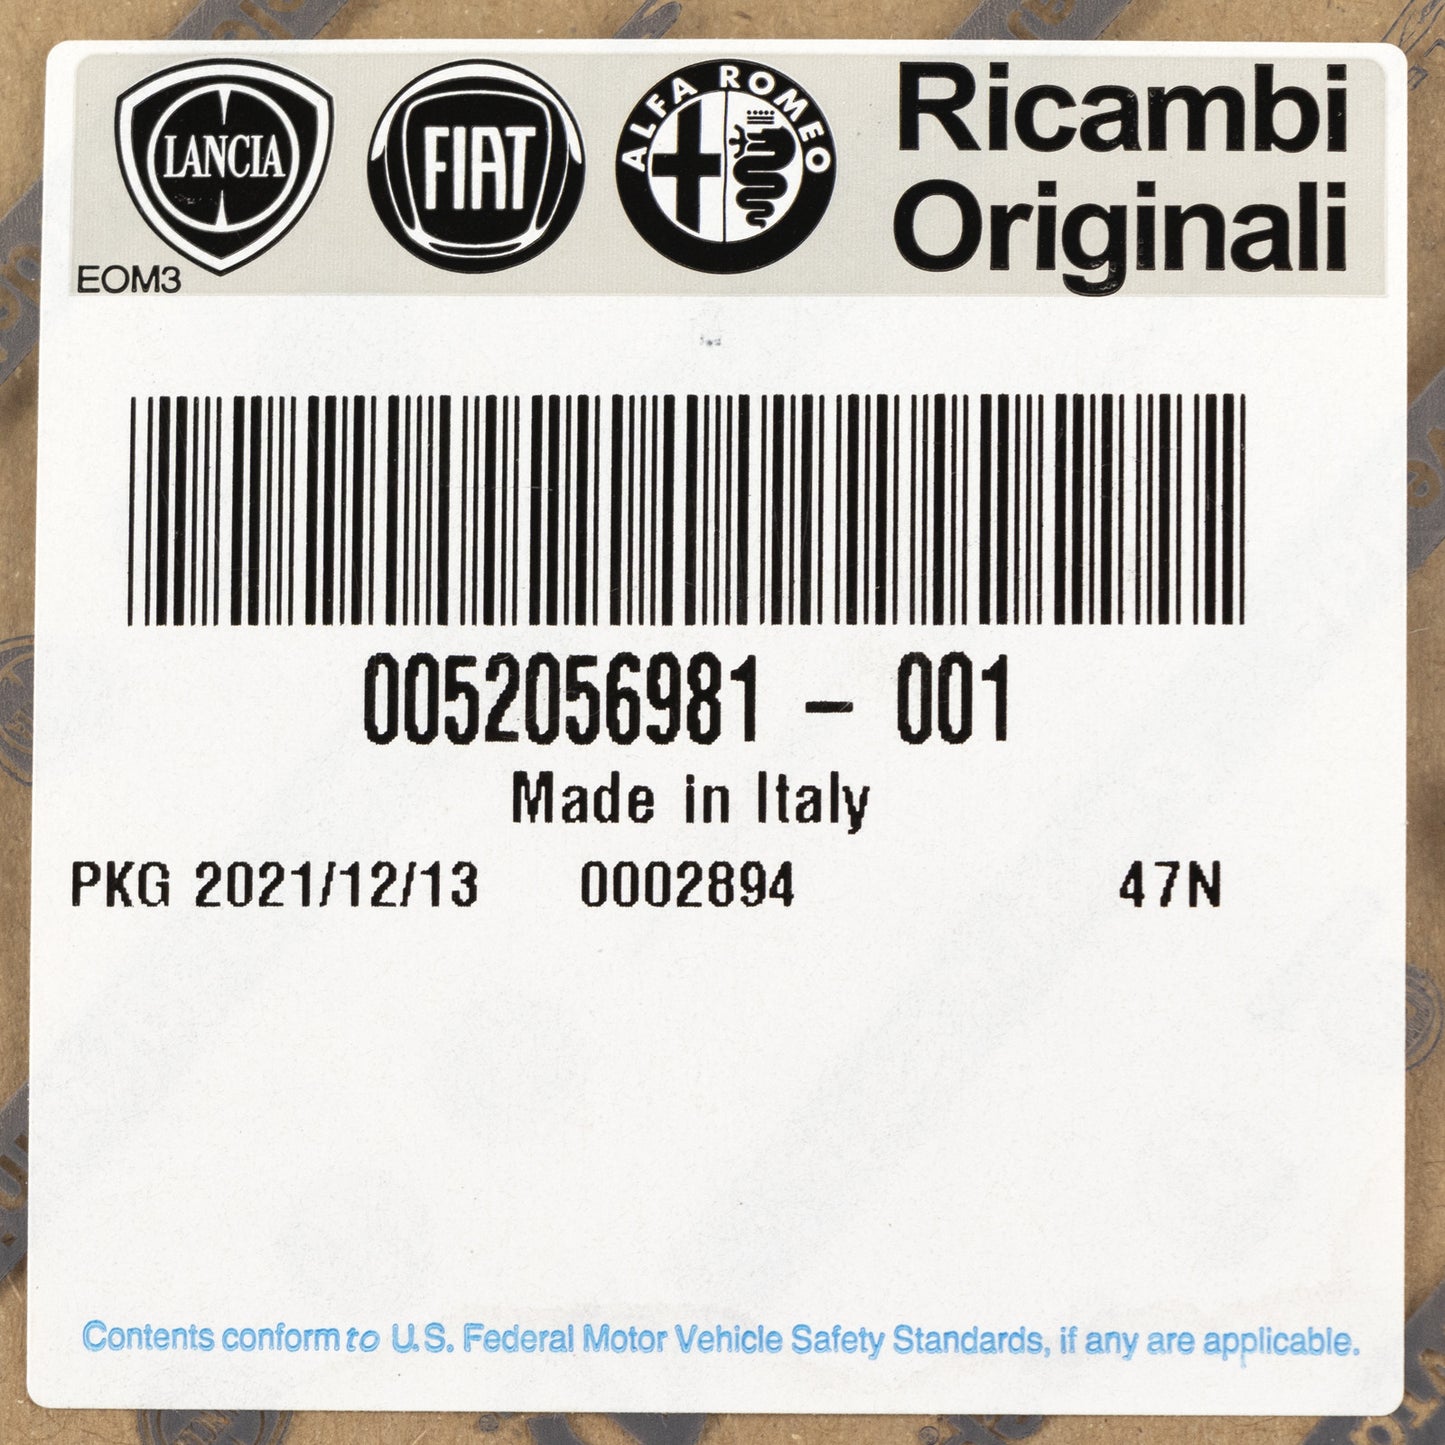 LANCIA
FIAT
ALFA ROMEO
Ricambi
Originali
EOM3
0052056981 - 001
Made in Italy
PKG 2021/12/13 0002894 47N
Contents conform to U.S. Federal Motor Vehicle Safety Standards, if any are applicable.